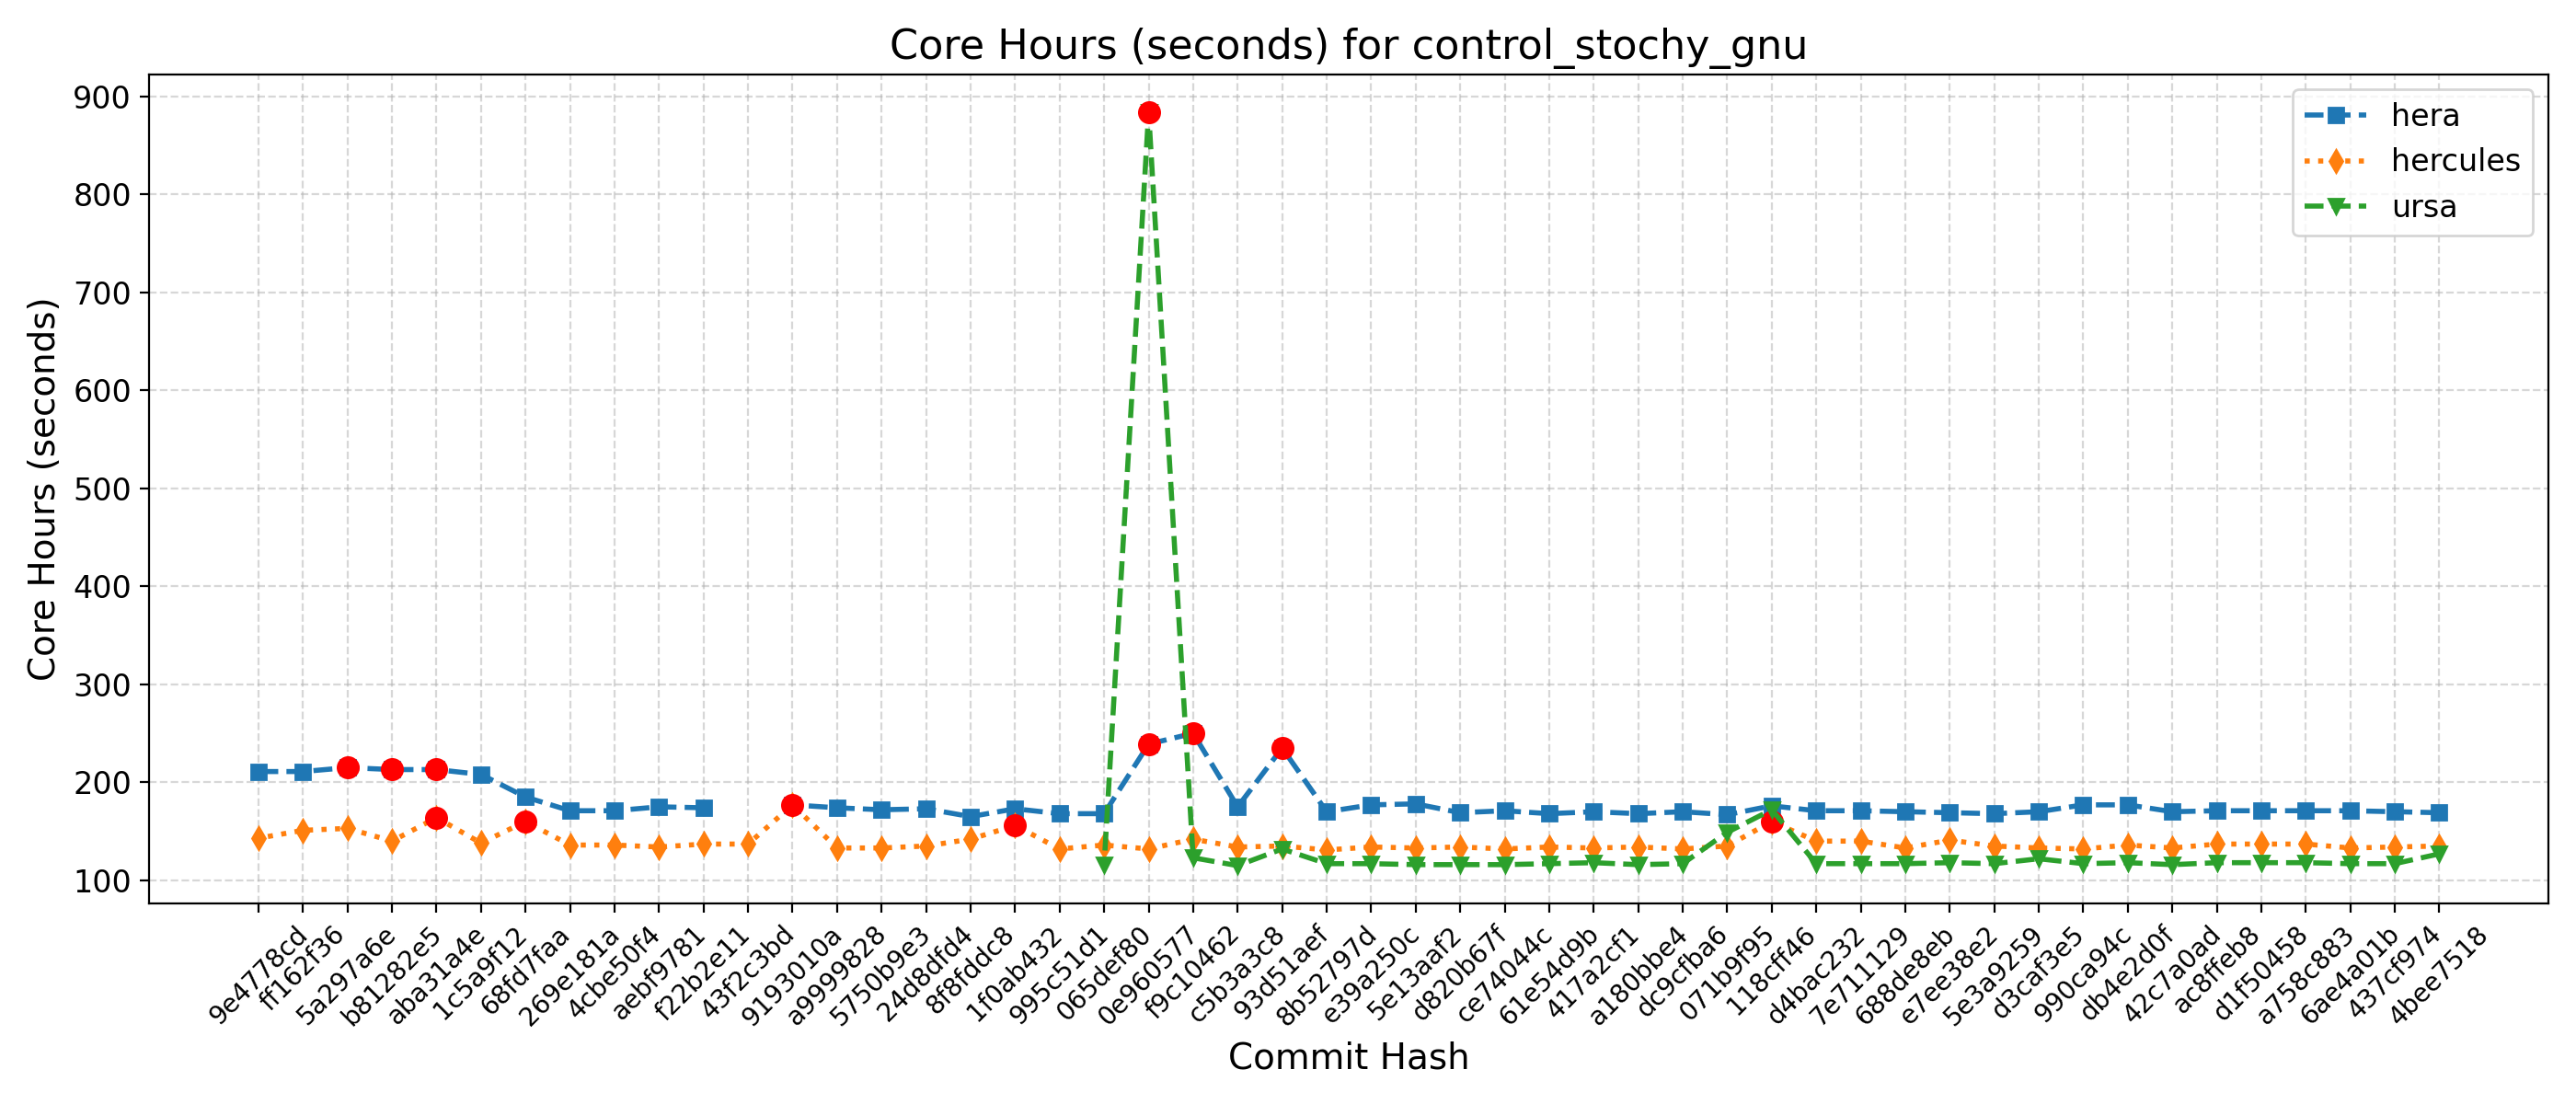 Core Hours (seconds) for control_stochy_gnu
Core Hours (seconds)
900
800
700
600
500
400
300
200
100
hera
hercules
ursa
9e4778cd
ff162f36
5a297a6e
b81282e5
aba31a4e
1c5a9f12
68fd7faa
269e181a
4cbe50f4
aebf9781
f22b2e11
43f2c3bd
9193010a
a9999828
5750b9e3
24d8dfd4
8f8fddc8
1f0ab432
995c51d1
065def80
0e960577
f9c10462
c5b3a3c8
93d51aef
8b52797d
e39a250c
5e13aaf2
d820b67f
ce74044c
61e54d9b
417a2cf1
a180bbe4
dc9cfba6
071b9f95
118cff46
d4bac232
7e711129
688de8eb
e7ee38e2
5e3a9259
d3caf3e5
990ca94c
db4e2d0f
42c7a0ad
ac8ffeb8
d1f50458
a758c883
6ae4a01b
437cf974
4bee7518
Commit Hash